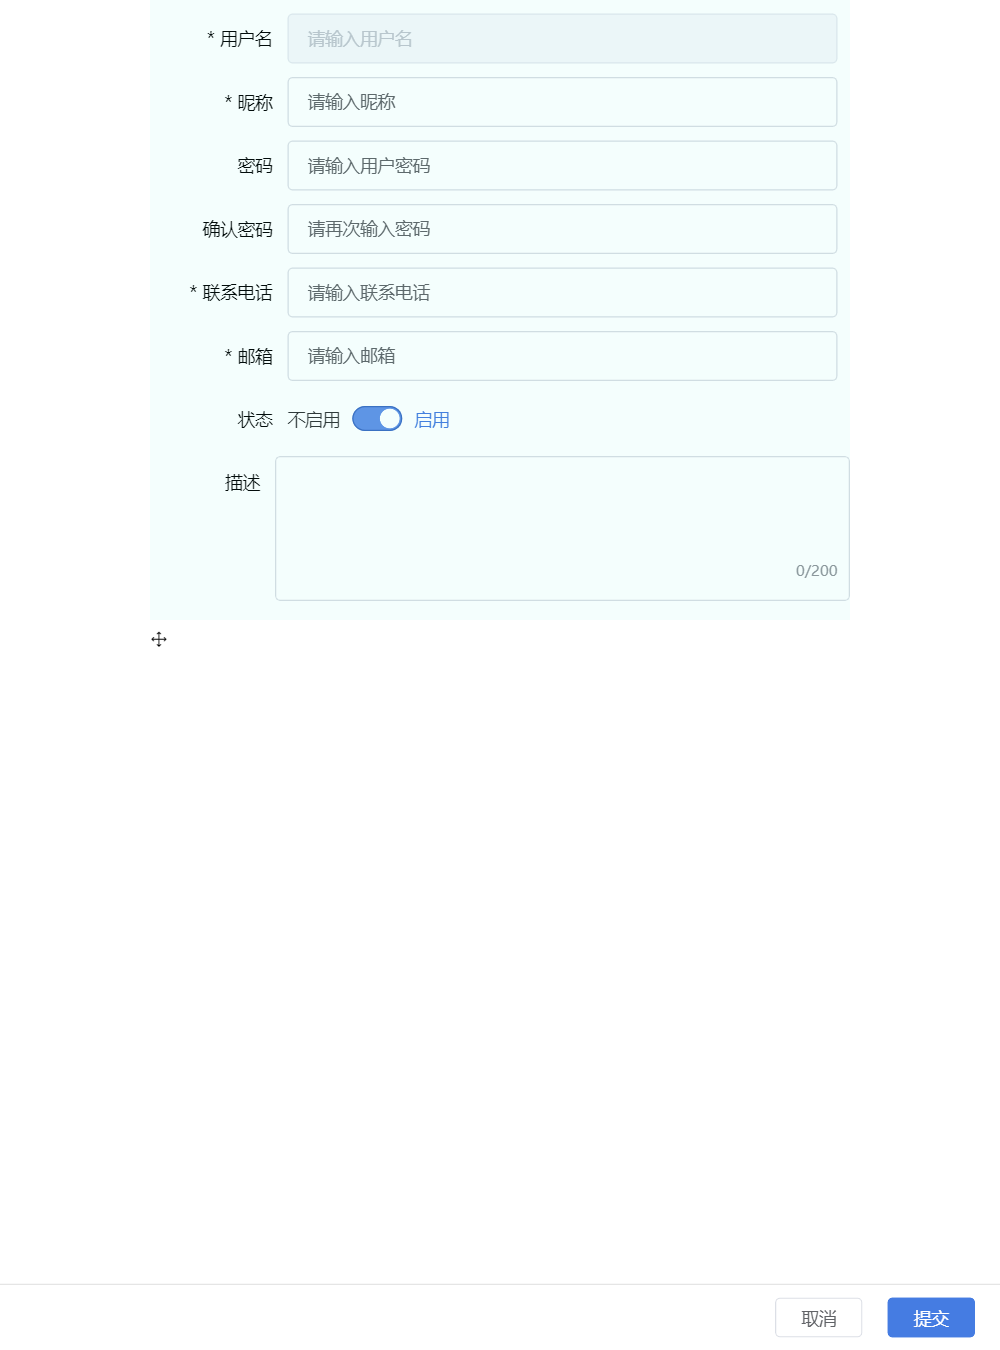 * 用户名 请输入用户名
* 昵称 请输入昵称
密码 请输入用户密码
确认密码 请再次输入密码
* 联系电话 请输入联系电话
* 邮箱 请输入邮箱
状态 不启用 启用
描述
0/200
取消 提交